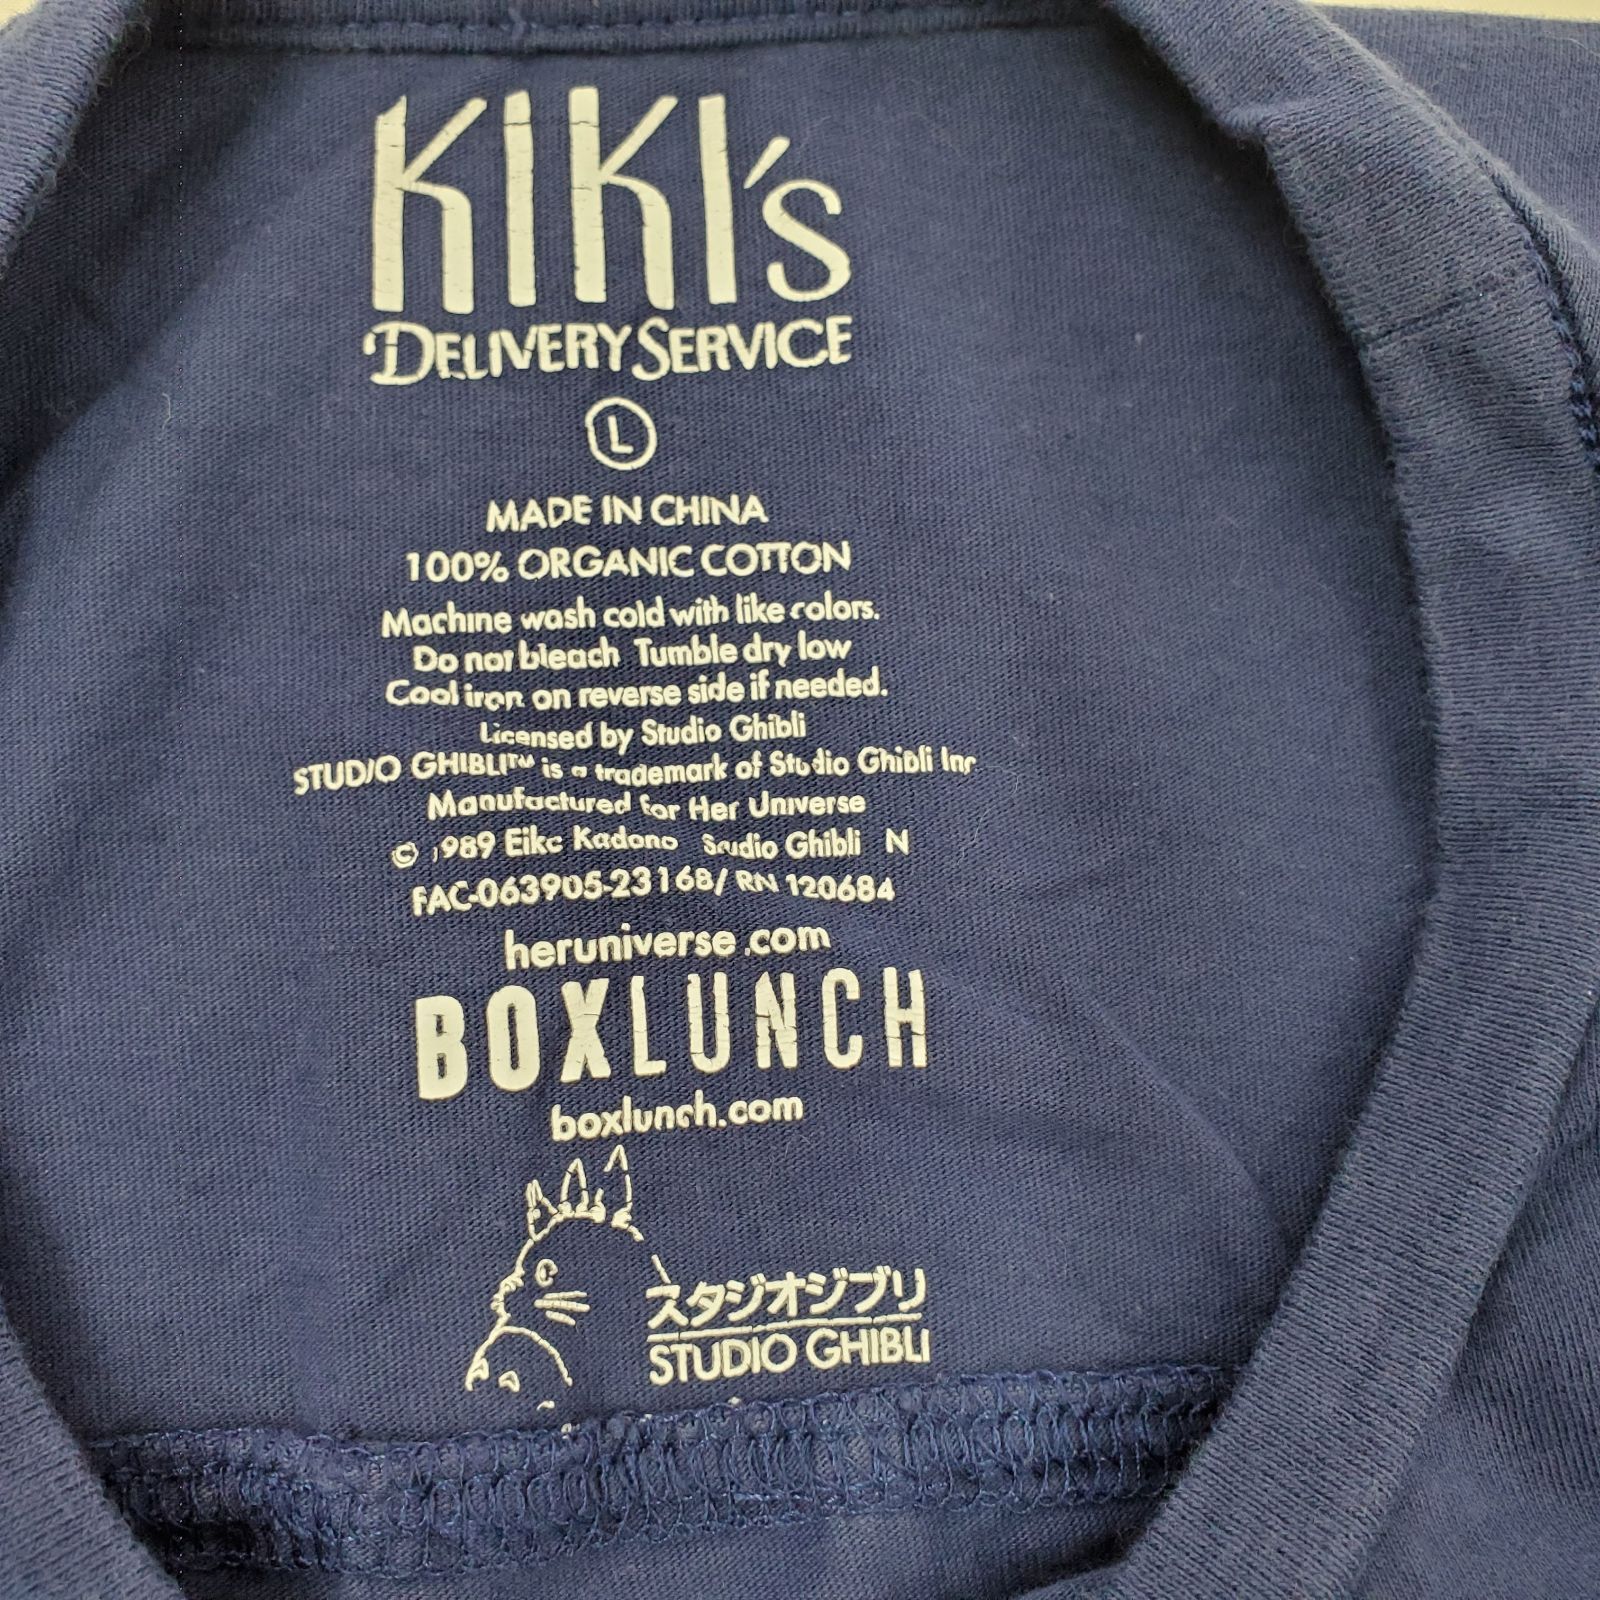 KIKI's
DELIVERY SERVICE
L
MADE IN CHINA
100% ORGANIC COTTON
Machine wash cold with like colors.
Do not bleach Tumble dry low
Cool iron on reverse side if needed.
Licensed by Studio Ghibli
STUDIO GHIBLI™ is a trademark of Studio Ghibli Inc
Manufactured for Her Universe
© 1989 Eiko Kadono Studio Ghibli N
FAC-063905-23168/ RN 120684
heruniverse.com
BOXLUNCH
boxlunch.com
スタジオジブリ
STUDIO GHIBLI